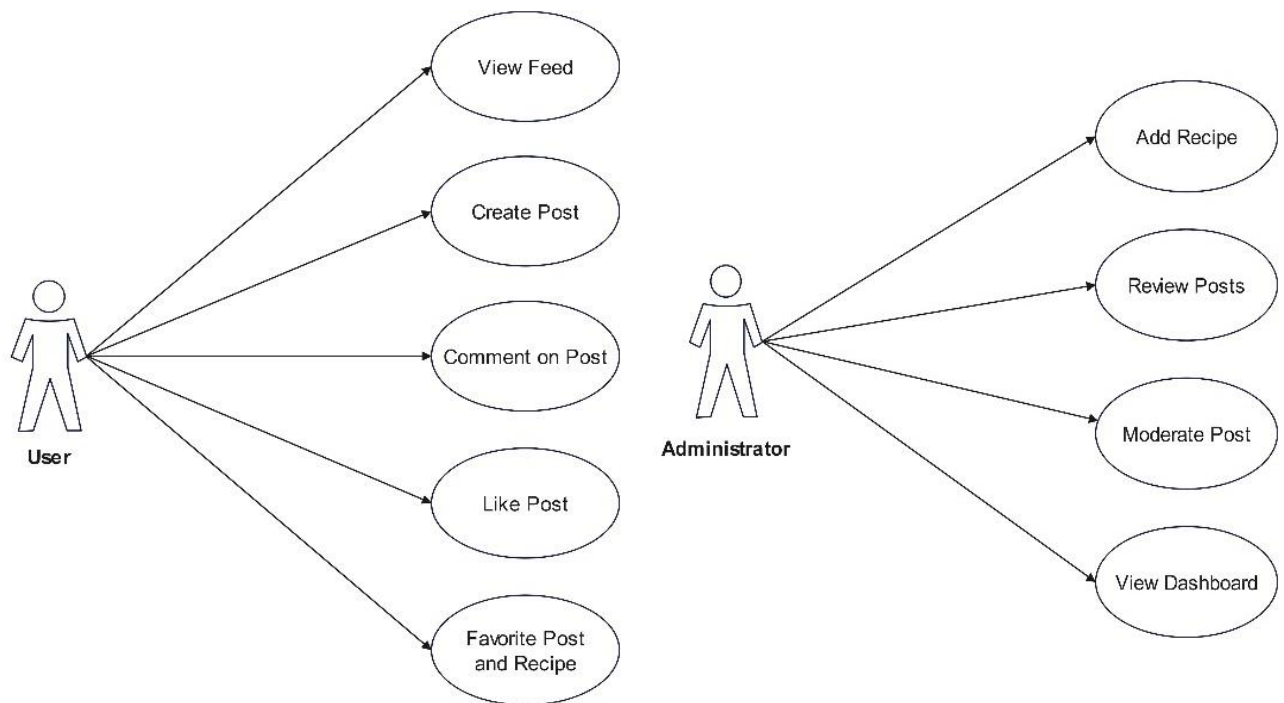 View Feed
Create Post
Comment on Post
Like Post
Favorite Post
and Recipe
User
Add Recipe
Review Posts
Moderate Post
View Dashboard
Administrator